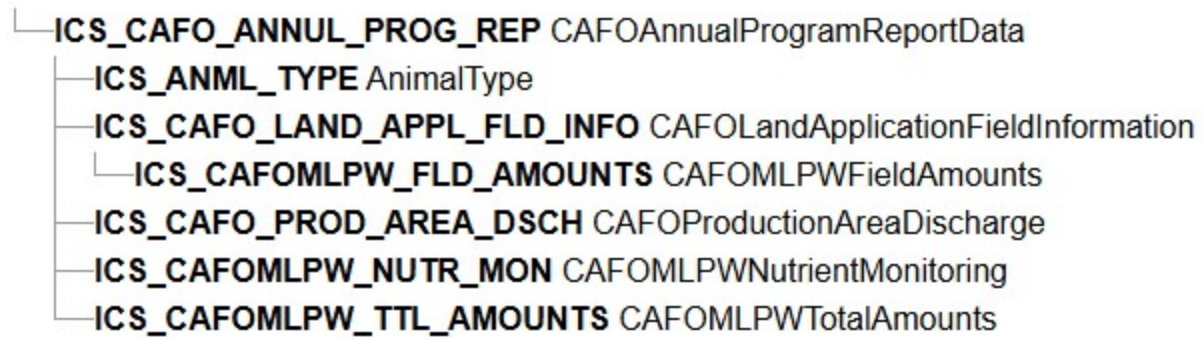 ICS_CAFO_ANNUL_PROG_REP CAFOAnnualProgramReportData
ICS_ANML_TYPE AnimalType
ICS_CAFO_LAND_APPL_FLD_INFO CAFOLandApplicationFieldInformation
ICS_CAFOMLPW_FLD_AMOUNTS CAFOMLPWFieldAmounts
ICS_CAFO_PROD_AREA_DSCH CAFOProductionAreaDischarge
ICS_CAFOMLPW_NUTR_MON CAFOMLPWNutrientMonitoring
ICS_CAFOMLPW_TTL_AMOUNTS CAFOMLPWTotalAmounts